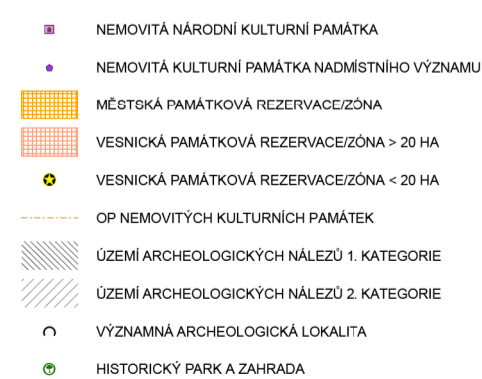 NEMOVITÁ NÁRODNÍ KULTURNÍ PAMÁTKA
NEMOVITÁ KULTURNÍ PAMÁTKA NADMÍSTNÍHO VÝZNAMU
MĚSTSKÁ PAMÁTKOVÁ REZERVACE/ZÓNA
VESNICKÁ PAMÁTKOVÁ REZERVACE/ZÓNA > 20 HA
VESNICKÁ PAMÁTKOVÁ REZERVACE/ZÓNA < 20 HA
OP NEMOVITÝCH KULTURNÍCH PAMÁTEK
ÚZEMÍ ARCHEOLOGICKÝCH NÁLEZŮ 1. KATEGORIE
ÚZEMÍ ARCHEOLOGICKÝCH NÁLEZŮ 2. KATEGORIE
VÝZNAMNÁ ARCHEOLOGICKÁ LOKALITA
HISTORICKÝ PARK A ZAHRADA